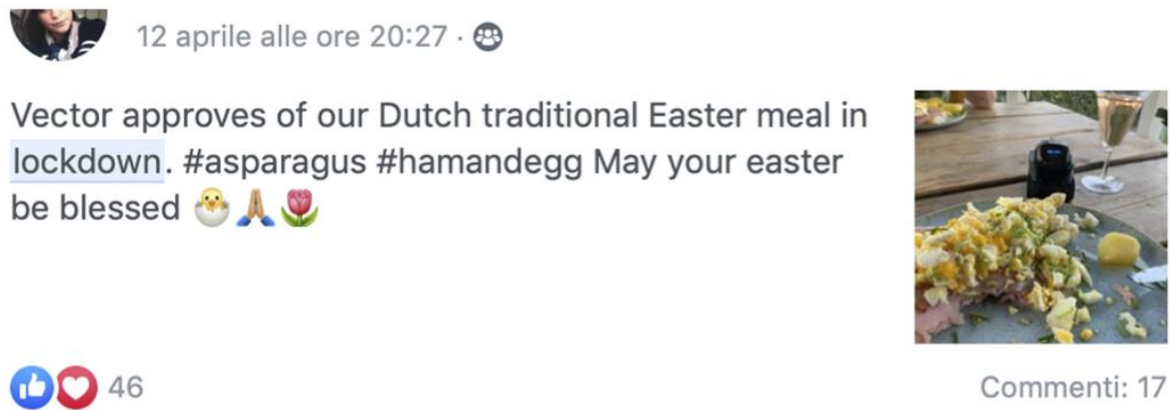 12 aprile alle ore 20:27 ·
Vector approves of our Dutch traditional Easter meal in
lockdown. #asparagus #hamandegg May your easter
be blessed 🐣🙏🏼🌷
46
Commenti: 17